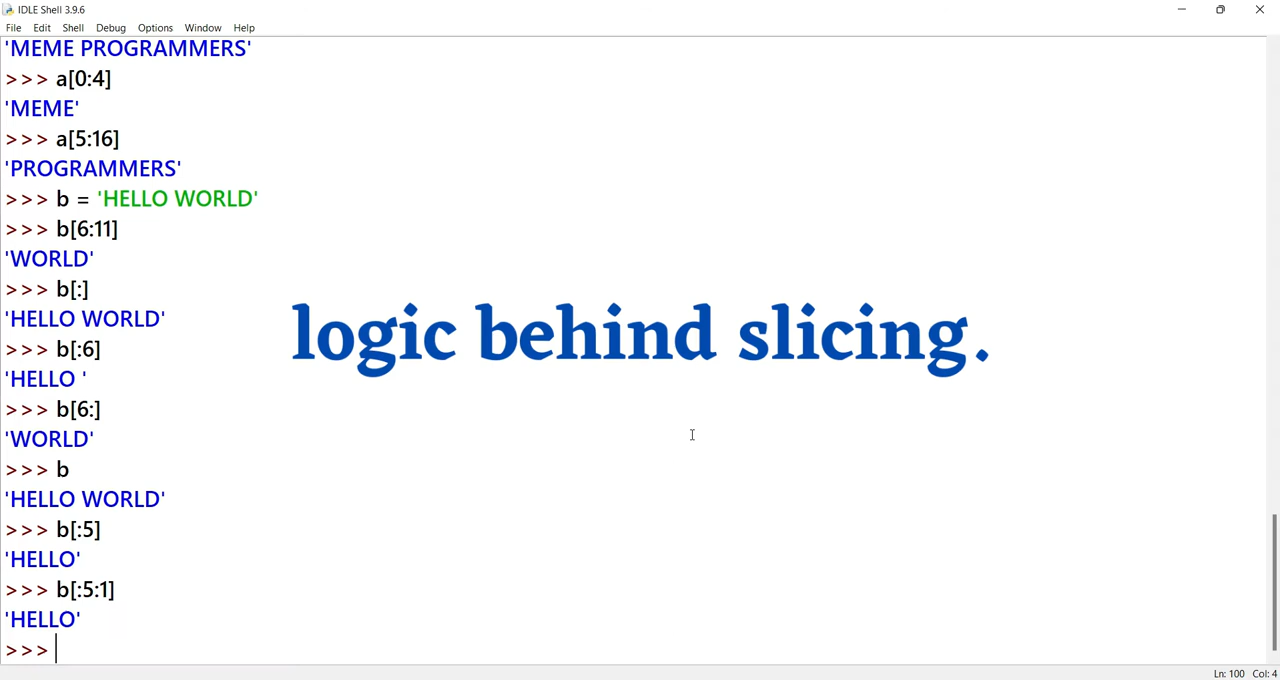 IDLE Shell 3.9.6
File Edit Shell Debug Options Window Help
'MEME PROGRAMMERS'
>>> a[0:4]
'MEME'
>>> a[5:16]
'PROGRAMMERS'
>>> b = 'HELLO WORLD'
>>> b[6:11]
'WORLD'
>>> b[:]
'HELLO WORLD'
>>> b[:6]
'HELLO '
>>> b[6:]
'WORLD'
>>> b
'HELLO WORLD'
>>> b[:5]
'HELLO'
>>> b[:5:1]
'HELLO'
>>>
logic behind slicing.
Ln: 100 Col: 4